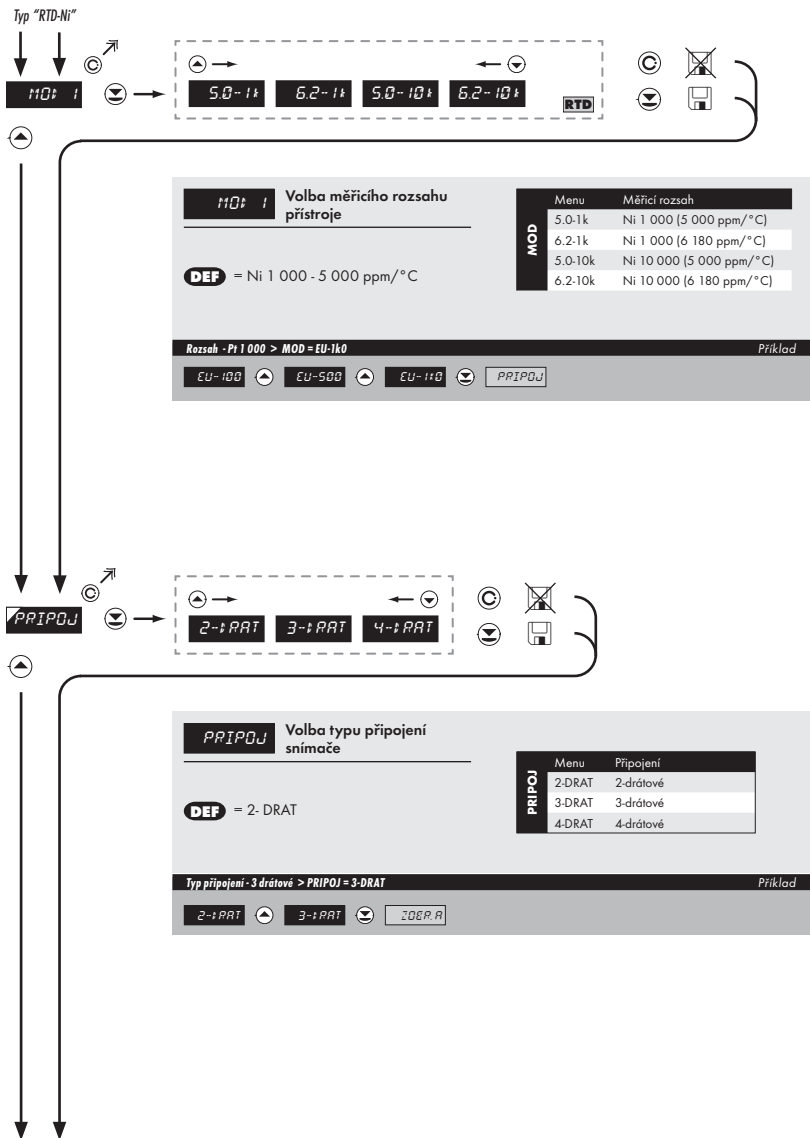 Typ "RTD-Ni"
MOD 1
5.0-1k 6.2-1k 5.0-10k 6.2-10k
RTD
MOD 1 Volba měřicího rozsahu přístroje
DEF = Ni 1 000 - 5 000 ppm/°C
MOD
Menu Měřicí rozsah
5.0-1k Ni 1 000 (5 000 ppm/°C)
6.2-1k Ni 1 000 (6 180 ppm/°C)
5.0-10k Ni 10 000 (5 000 ppm/°C)
6.2-10k Ni 10 000 (6 180 ppm/°C)
Rozsah - Pt 1 000 > MOD = EU-1k0 Příklad
EU-100 EU-500 EU-1k0 PRIPOJ
PRIPOJ
2-DRAT 3-DRAT 4-DRAT
PRIPOJ Volba typu připojení snímače
DEF = 2- DRAT
PRIPOJ
Menu Připojení
2-DRAT 2-drátové
3-DRAT 3-drátové
4-DRAT 4-drátové
Typ připojení - 3 drátové > PRIPOJ = 3-DRAT Příklad
2-DRAT 3-DRAT ZOBR. A